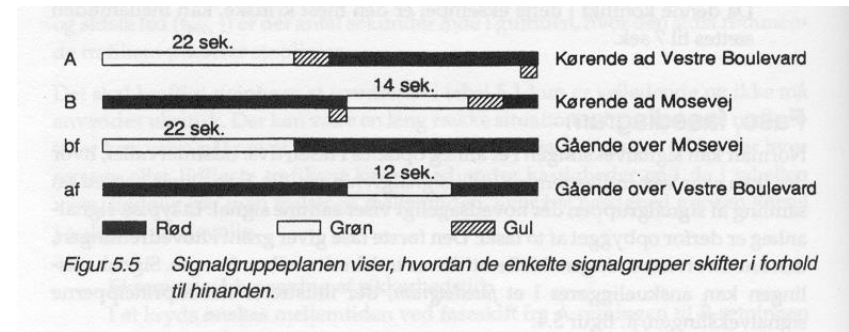 22 sek.
A Kørende ad Vestre Boulevard
14 sek.
B Kørende ad Mosevej
22 sek.
bf Gående over Mosevej
12 sek.
af Gående over Vestre Boulevard
Rød Grøn Gul
Figur 5.5 Signalgruppeplanen viser, hvordan de enkelte signalgrupper skifter i forhold
til hinanden.